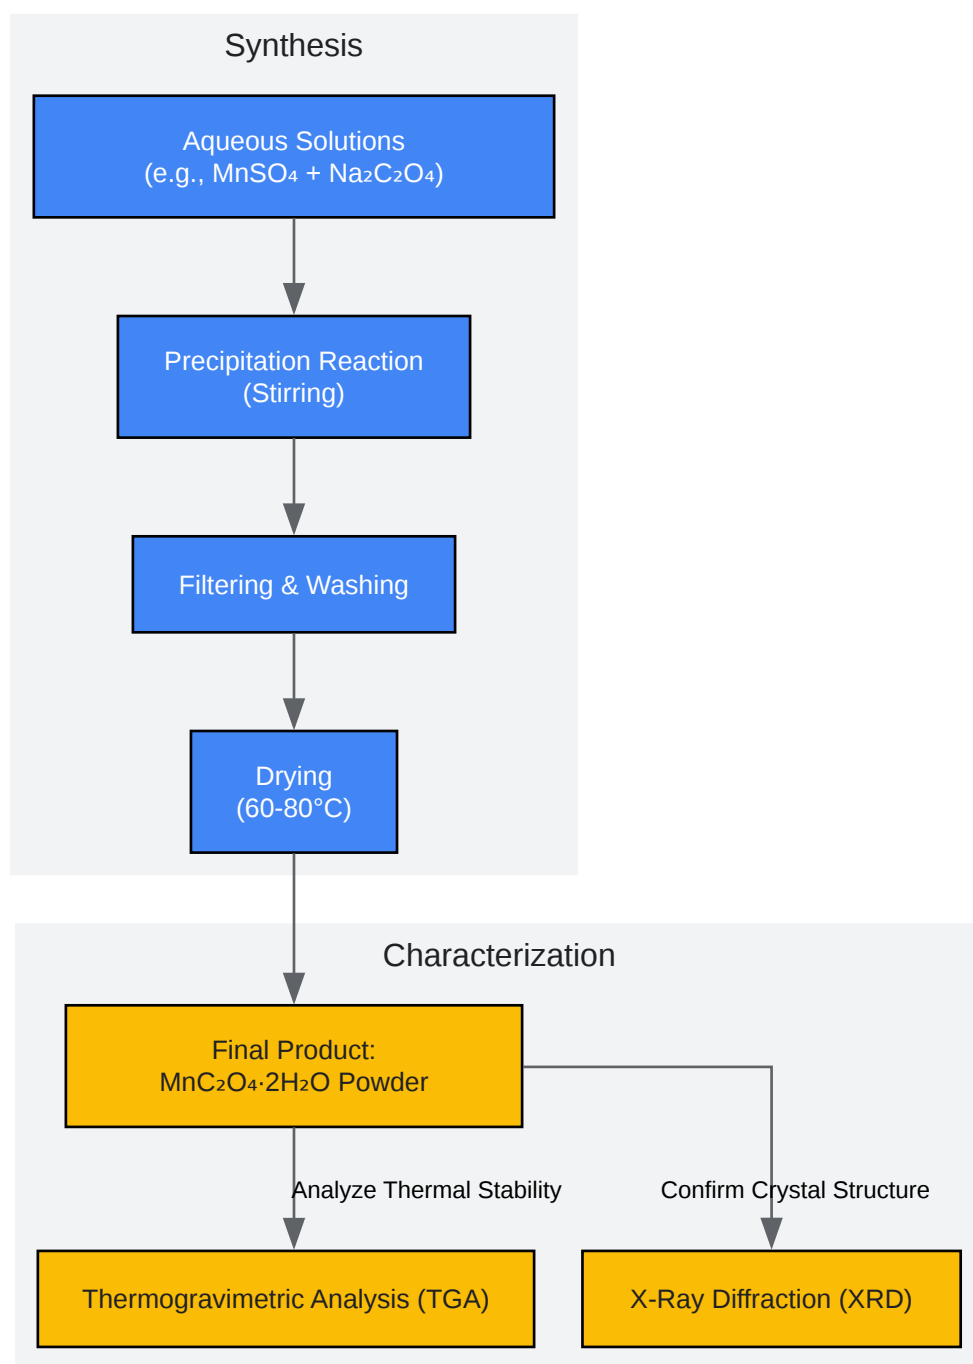 Synthesis
Aqueous Solutions
(e.g., MnSO₄ + Na₂C₂O₄)
Precipitation Reaction
(Stirring)
Filtering & Washing
Drying
(60-80°C)
Characterization
Final Product:
MnC₂O₄·2H₂O Powder
Analyze Thermal Stability
Confirm Crystal Structure
Thermogravimetric Analysis (TGA)
X-Ray Diffraction (XRD)